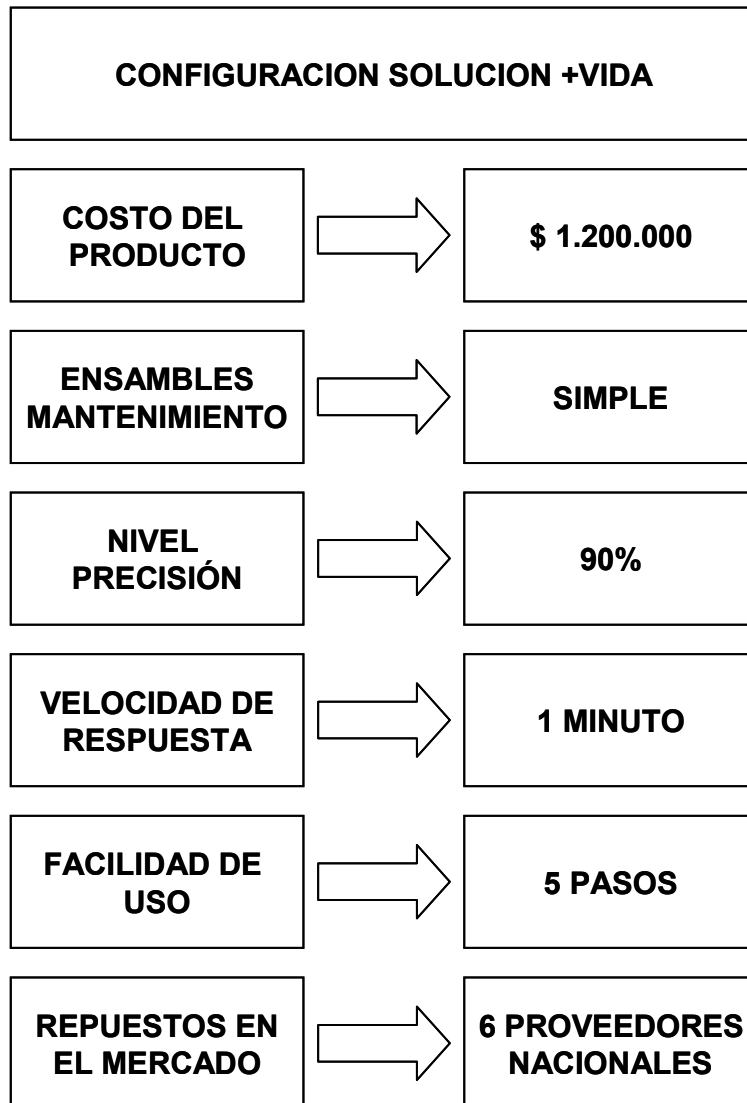 CONFIGURACION SOLUCION +VIDA
COSTO DEL
PRODUCTO
$ 1.200.000
ENSAMBLES
MANTENIMIENTO
SIMPLE
NIVEL
PRECISIÓN
90%
VELOCIDAD DE
RESPUESTA
1 MINUTO
FACILIDAD DE
USO
5 PASOS
REPUESTOS EN
EL MERCADO
6 PROVEEDORES
NACIONALES